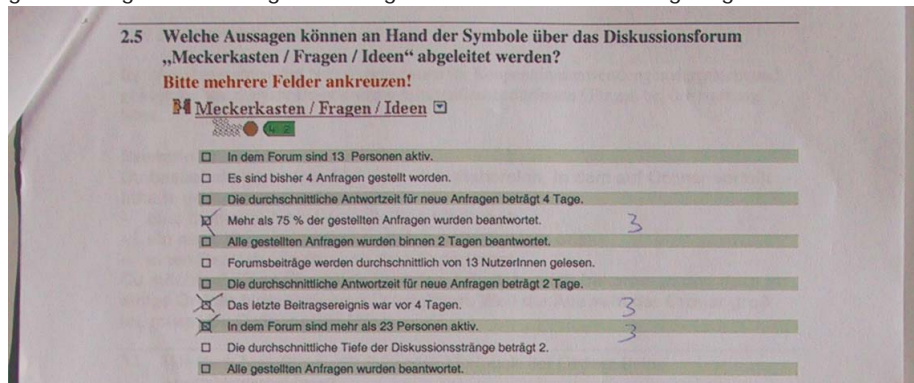 2.5 Welche Aussagen können an Hand der Symbole über das Diskussionsforum
„Meckerkasten / Fragen / Ideen“ abgeleitet werden?
Bitte mehrere Felder ankreuzen!
Meckerkasten / Fragen / Ideen
4 2
In dem Forum sind 13 Personen aktiv.
Es sind bisher 4 Anfragen gestellt worden.
Die durchschnittliche Antwortzeit für neue Anfragen beträgt 4 Tage.
Mehr als 75 % der gestellten Anfragen wurden beantwortet. 3
Alle gestellten Anfragen wurden binnen 2 Tagen beantwortet.
Forumsbeiträge werden durchschnittlich von 13 NutzerInnen gelesen.
Die durchschnittliche Antwortzeit für neue Anfragen beträgt 2 Tage.
Das letzte Beitragsereignis war vor 4 Tagen. 3
In dem Forum sind mehr als 23 Personen aktiv. 3
Die durchschnittliche Tiefe der Diskussionsstränge beträgt 2.
Alle gestellten Anfragen wurden beantwortet.